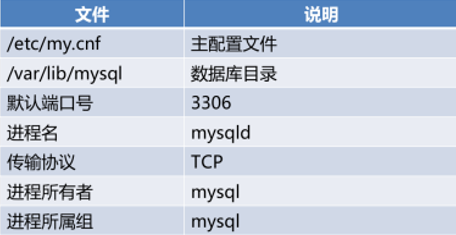 文件 说明
/etc/my.cnf 主配置文件
/var/lib/mysql 数据库目录
默认端口号 3306
进程名 mysqld
传输协议 TCP
进程所有者 mysql
进程所属组 mysql